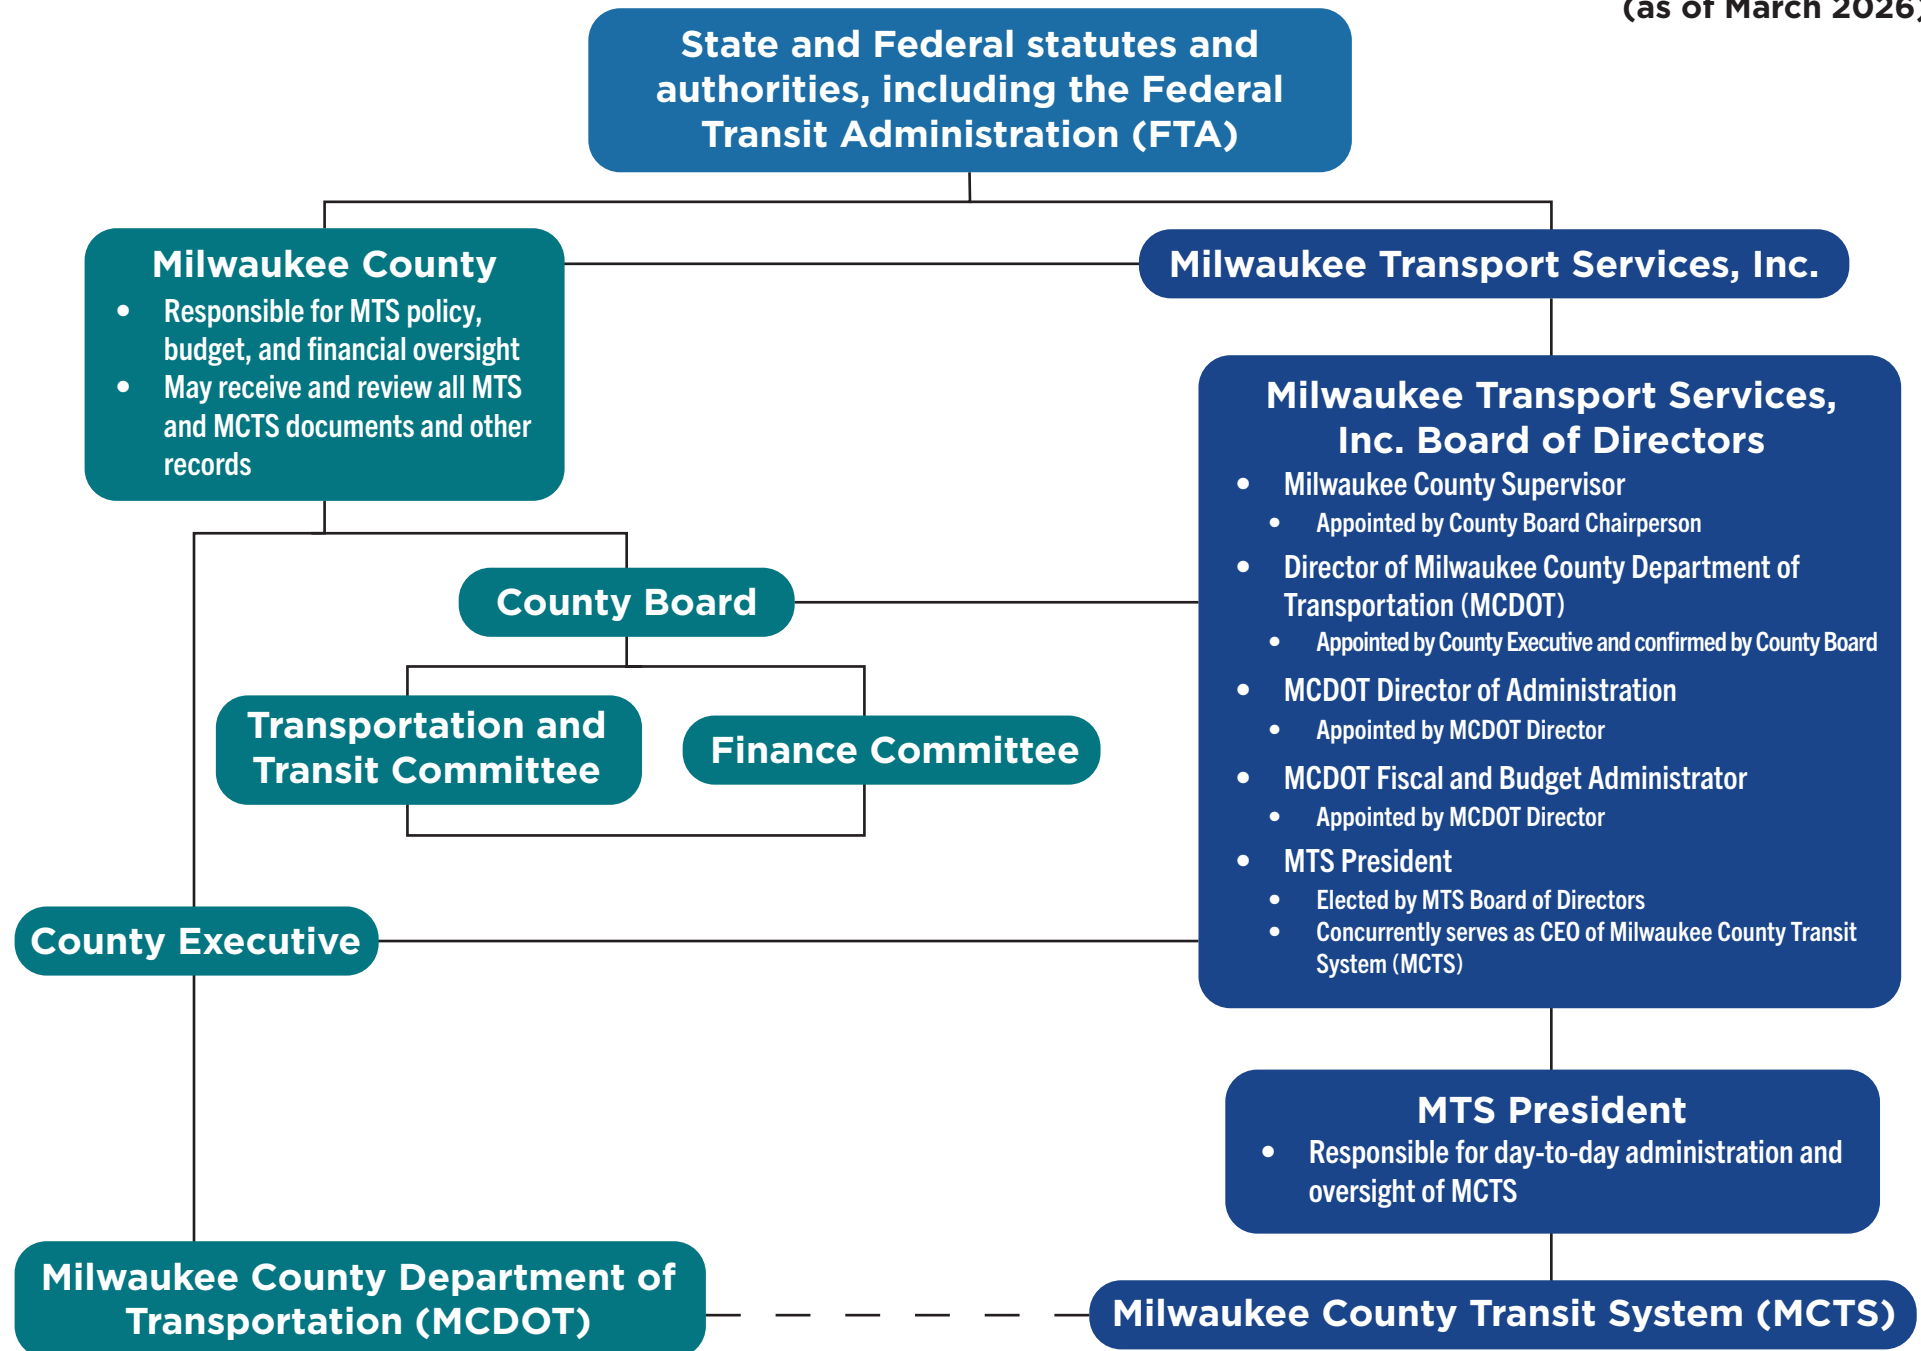 (as of March 2026)
State and Federal statutes and
authorities, including the Federal
Transit Administration (FTA)
Milwaukee County
• Responsible for MTS policy,
budget, and financial oversight
• May receive and review all MTS
and MCTS documents and other
records
Milwaukee Transport Services, Inc.
Milwaukee Transport Services,
Inc. Board of Directors
• Milwaukee County Supervisor
• Appointed by County Board Chairperson
• Director of Milwaukee County Department of
Transportation (MCDOT)
• Appointed by County Executive and confirmed by County Board
• MCDOT Director of Administration
• Appointed by MCDOT Director
• MCDOT Fiscal and Budget Administrator
• Appointed by MCDOT Director
• MTS President
• Elected by MTS Board of Directors
• Concurrently serves as CEO of Milwaukee County Transit
System (MCTS)
County Board
Transportation and
Transit Committee
Finance Committee
County Executive
MTS President
• Responsible for day-to-day administration and
oversight of MCTS
Milwaukee County Department of
Transportation (MCDOT)
Milwaukee County Transit System (MCTS)